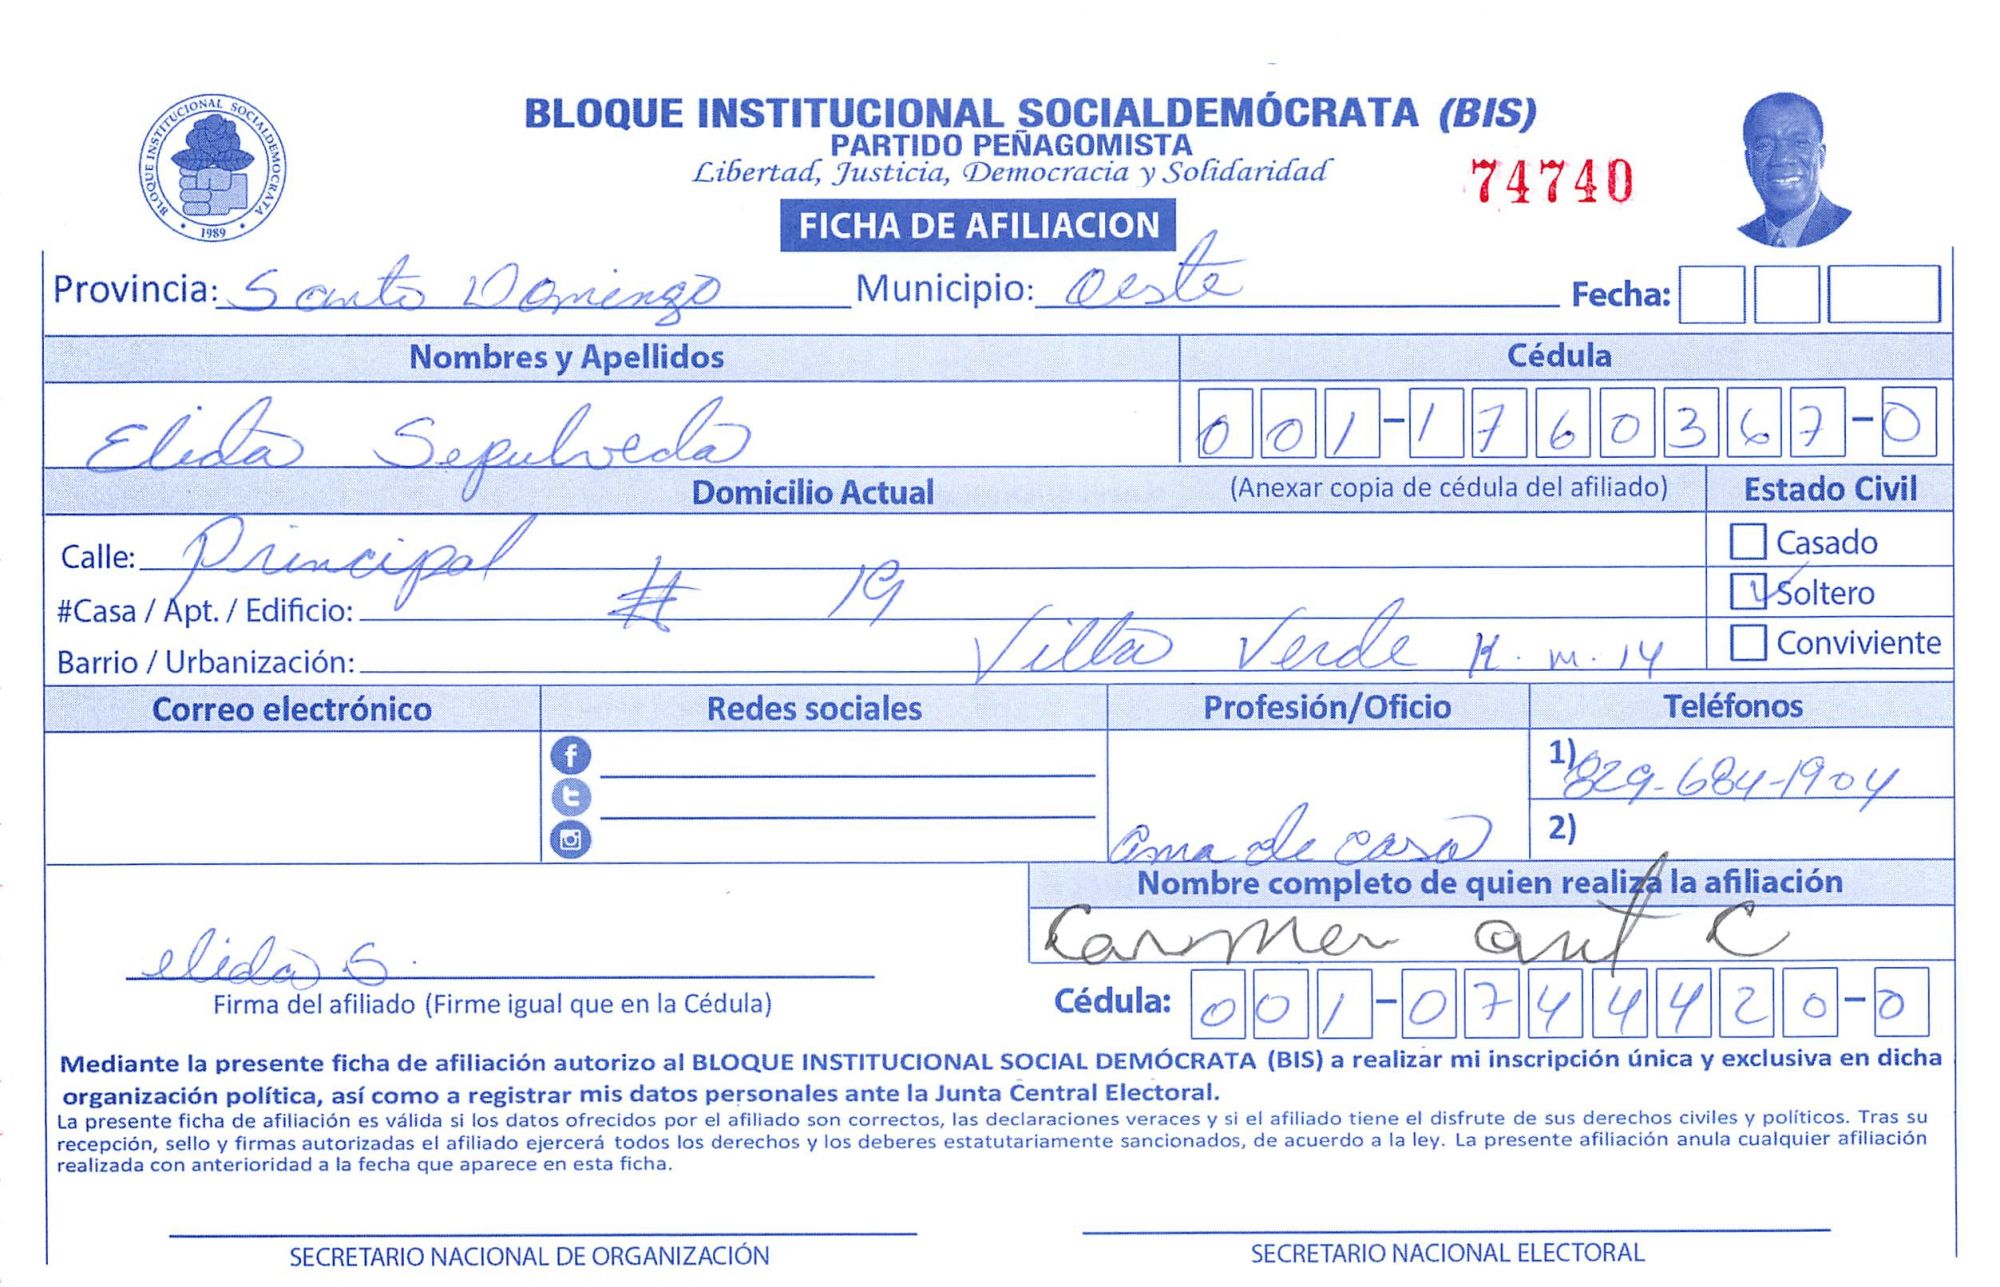 BLOQUE INSTITUCIONAL SOCIALDEMOCRATA
1989
BLOQUE INSTITUCIONAL SOCIALDEMÓCRATA (BIS)
PARTIDO PEÑAGOMISTA
Libertad, Justicia, Democracia y Solidaridad
74740
FICHA DE AFILIACION
Provincia: Santo Domingo Municipio: Oeste Fecha:
Nombres y Apellidos Cédula
Elida Sepulveda 001-1760367-0
Domicilio Actual (Anexar copia de cédula del afiliado) Estado Civil
Calle: Principal Casado
#Casa / Apt. / Edificio: # 19 Soltero
Barrio / Urbanización: Villa Verde K.m.14 Conviviente
Correo electrónico Redes sociales Profesión/Oficio Teléfonos
1) 829-684-1904
ama de casa 2)
Nombre completo de quien realiza la afiliación
Carmen ant C
elida S.
Firma del afiliado (Firme igual que en la Cédula) Cédula: 001-0744420-0
Mediante la presente ficha de afiliación autorizo al BLOQUE INSTITUCIONAL SOCIAL DEMÓCRATA (BIS) a realizar mi inscripción única y exclusiva en dicha
organización política, así como a registrar mis datos personales ante la Junta Central Electoral.
La presente ficha de afiliación es válida si los datos ofrecidos por el afiliado son correctos, las declaraciones veraces y si el afiliado tiene el disfrute de sus derechos civiles y políticos. Tras su
recepción, sello y firmas autorizadas el afiliado ejercerá todos los derechos y los deberes estatutariamente sancionados, de acuerdo a la ley. La presente afiliación anula cualquier afiliación
realizada con anterioridad a la fecha que aparece en esta ficha.
SECRETARIO NACIONAL DE ORGANIZACIÓN SECRETARIO NACIONAL ELECTORAL